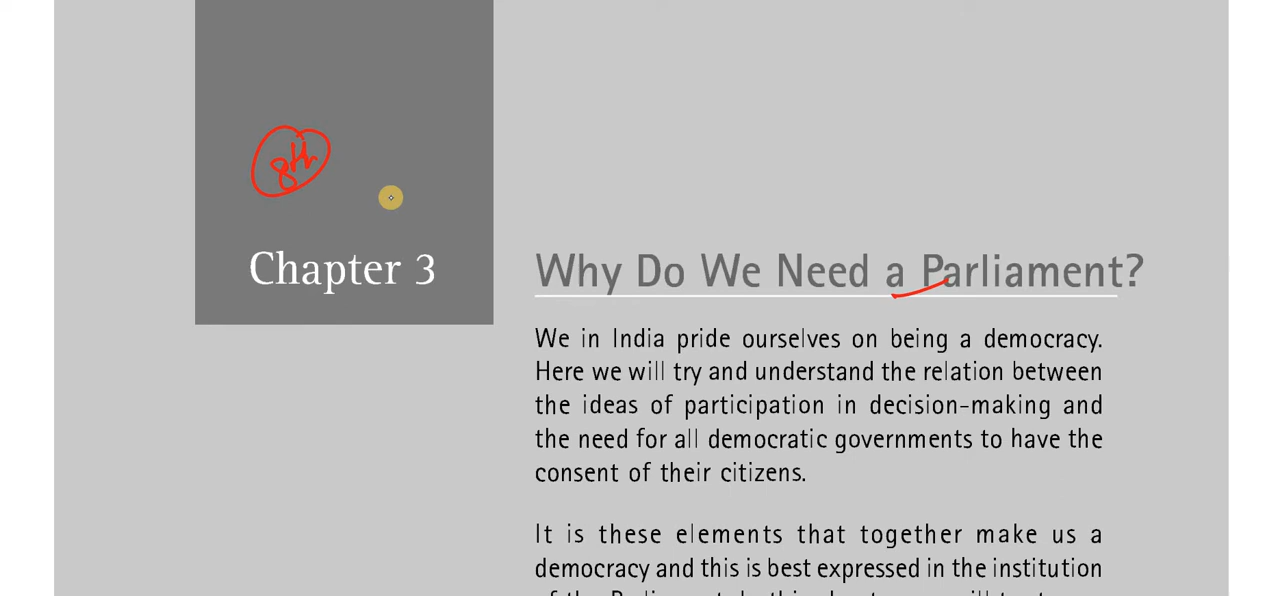 8th
Chapter 3
Why Do We Need a Parliament?
We in India pride ourselves on being a democracy.
Here we will try and understand the relation between
the ideas of participation in decision-making and
the need for all democratic governments to have the
consent of their citizens.
It is these elements that together make us a
democracy and this is best expressed in the institution